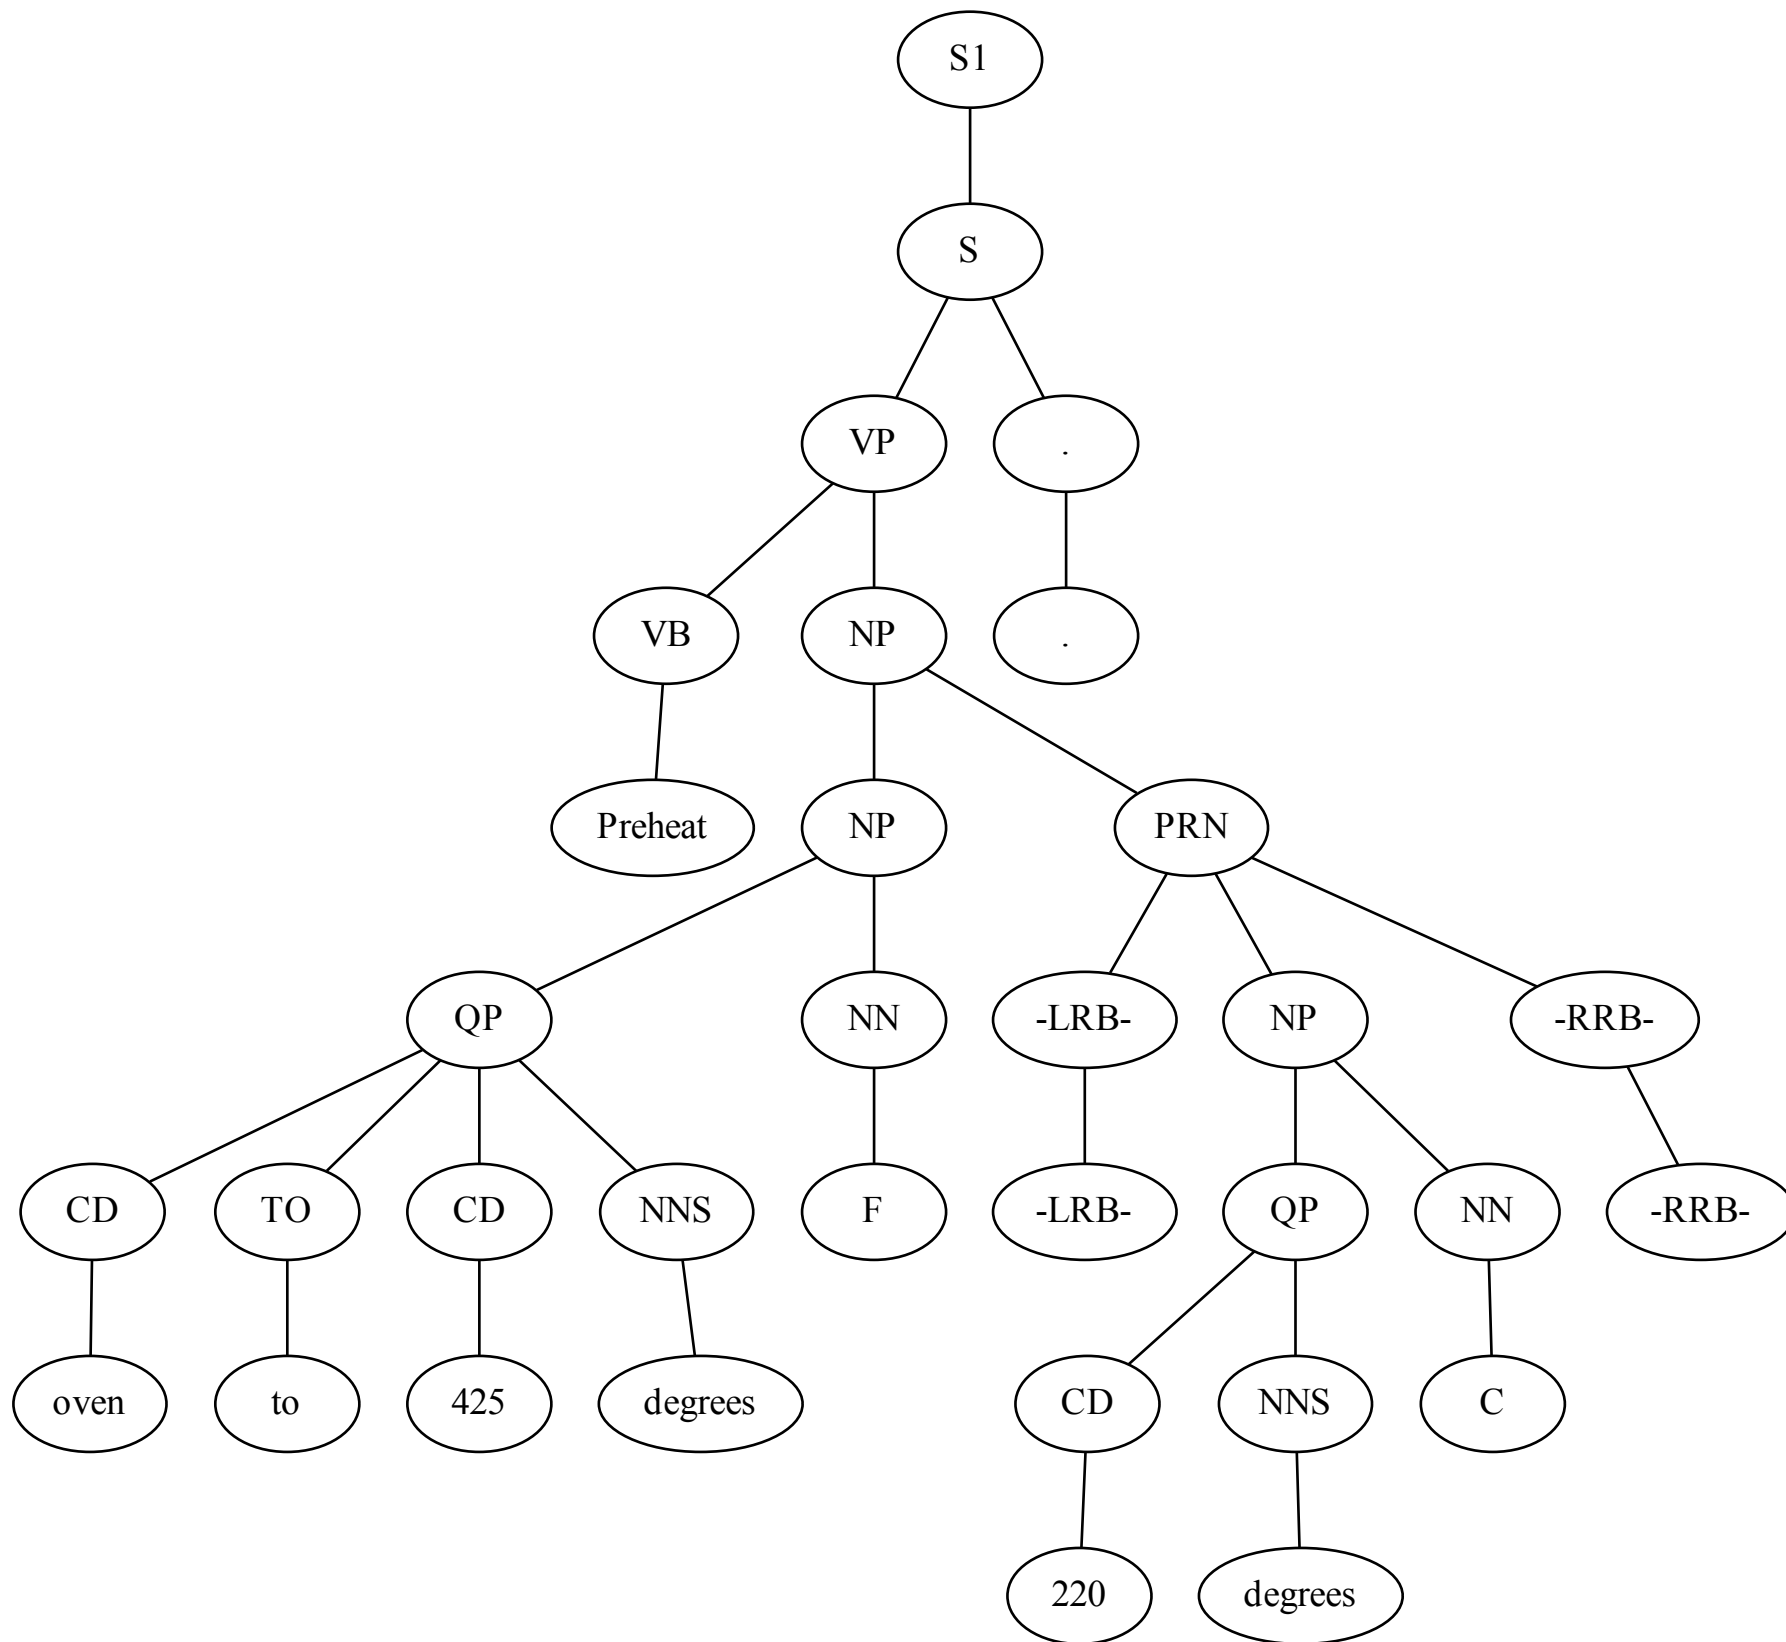 S1
S
VP .
VB NP .
Preheat NP PRN
QP NN -LRB- NP -RRB-
CD TO CD NNS F -LRB- QP NN -RRB-
oven to 425 degrees CD NNS C
220 degrees